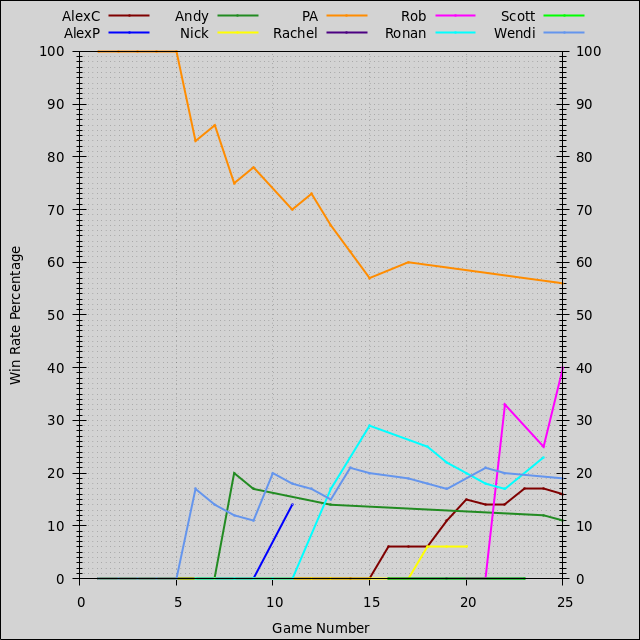 AlexC Andy PA Rob Scott
AlexP Nick Rachel Ronan Wendi
100 100
90 90
80 80
70 70
60 60
50 50
40 40
30 30
20 20
10 10
0 0
0 5 10 15 20 25
Win Rate Percentage
Game Number